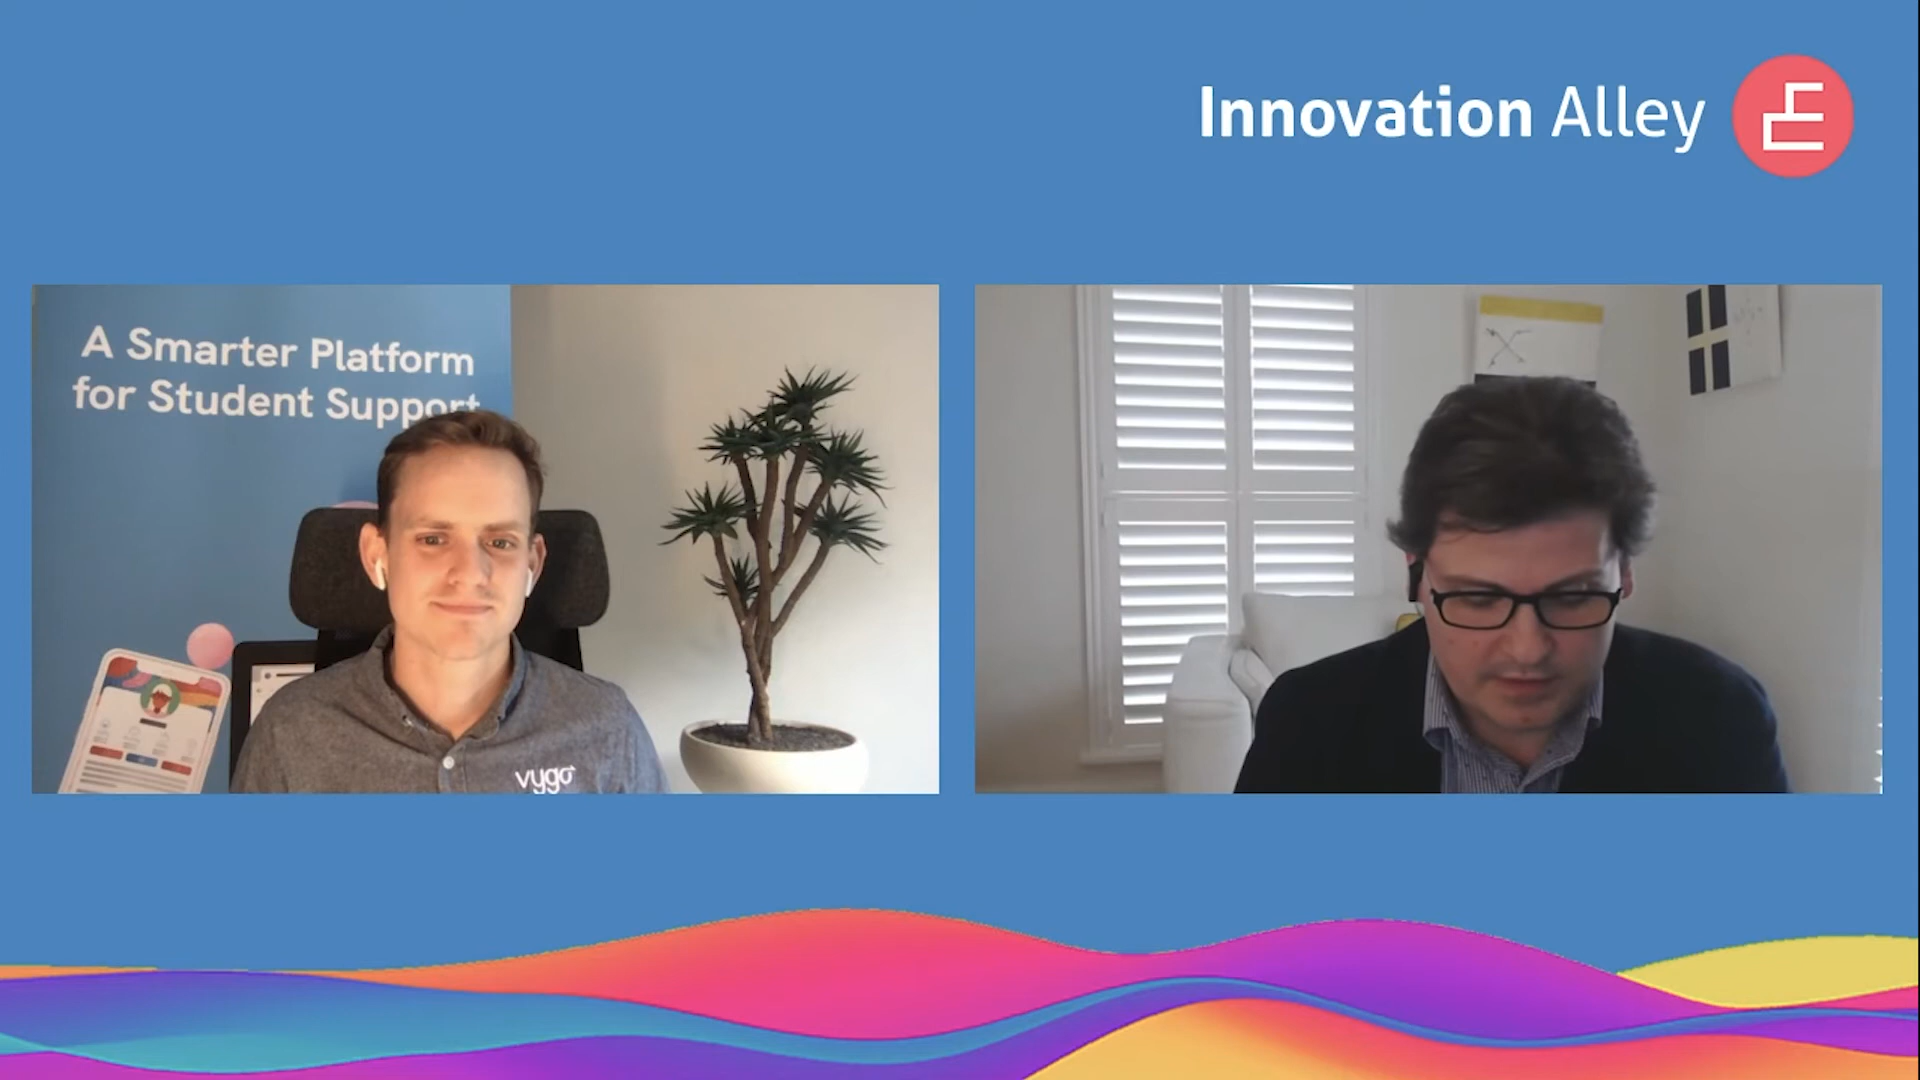 Innovation Alley
A Smarter Platform
for Student Support
vygo